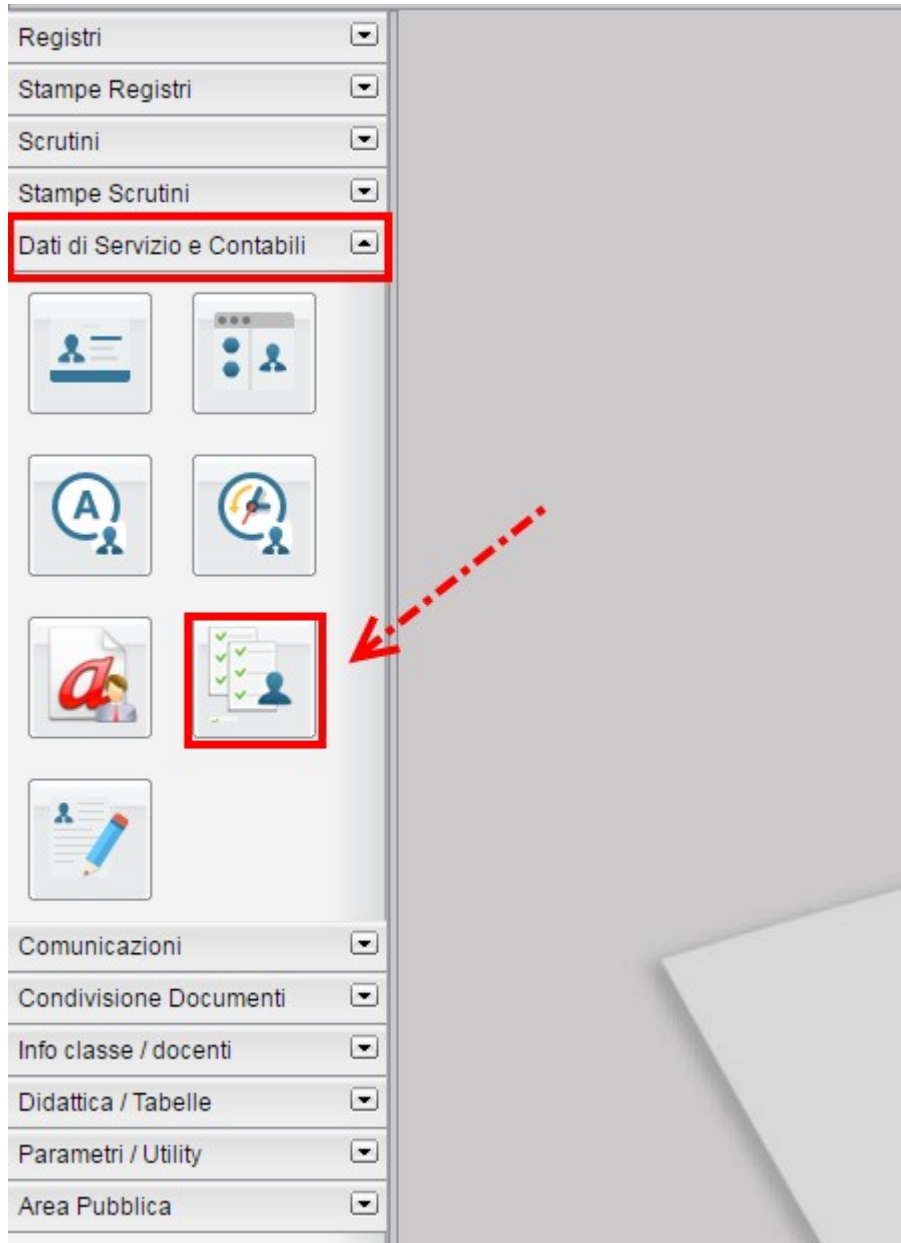 Registri
Stampe Registri
Scrutini
Stampe Scrutini
Dati di Servizio e Contabili
A
a
Comunicazioni
Condivisione Documenti
Info classe / docenti
Didattica / Tabelle
Parametri / Utility
Area Pubblica